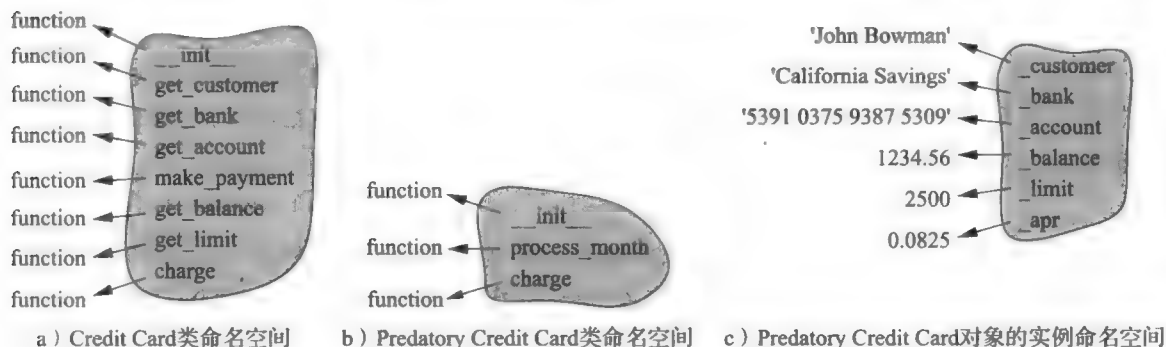 function
function
function
function
function
function
function
function
__init__
get_customer
get_bank
get_account
make_payment
get_balance
get_limit
charge
a）Credit Card类命名空间
function
function
function
__init__
process_month
charge
b）Predatory Credit Card类命名空间
'John Bowman'
'California Savings'
'5391 0375 9387 5309'
1234.56
2500
0.0825
_customer
_bank
_account
_balance
_limit
_apr
c）Predatory Credit Card对象的实例命名空间